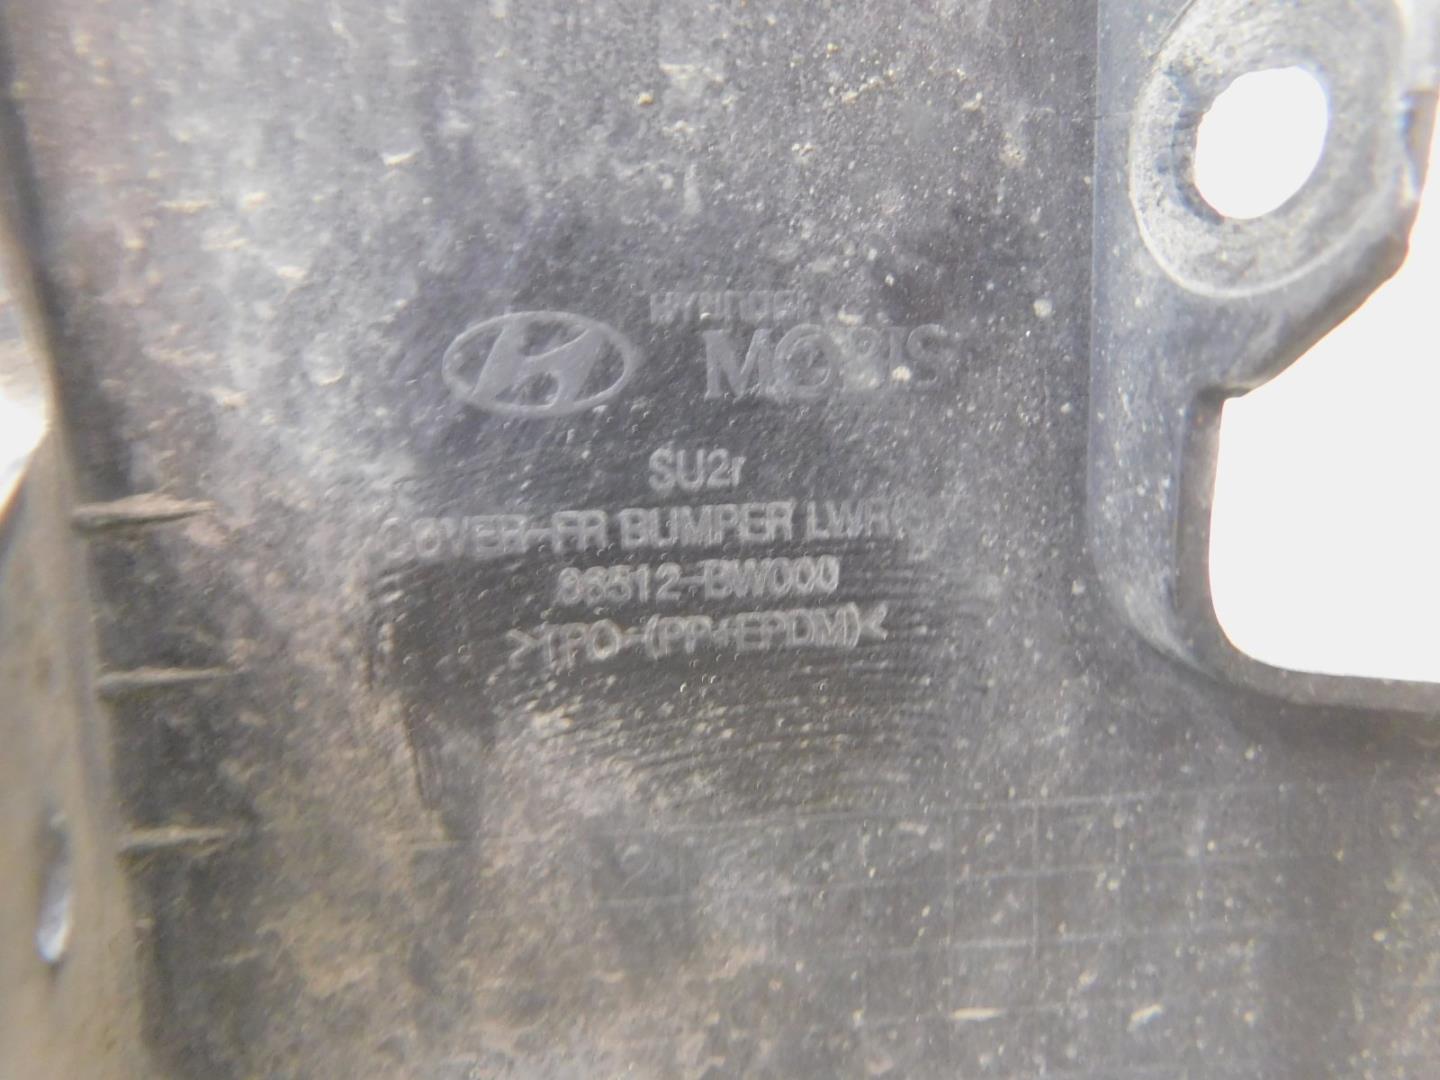 HYUNDAI
MOBIS
SU2r
COVER-FR BUMPER LWR
86512-BW000
>TPO-(PP+EPDM)<